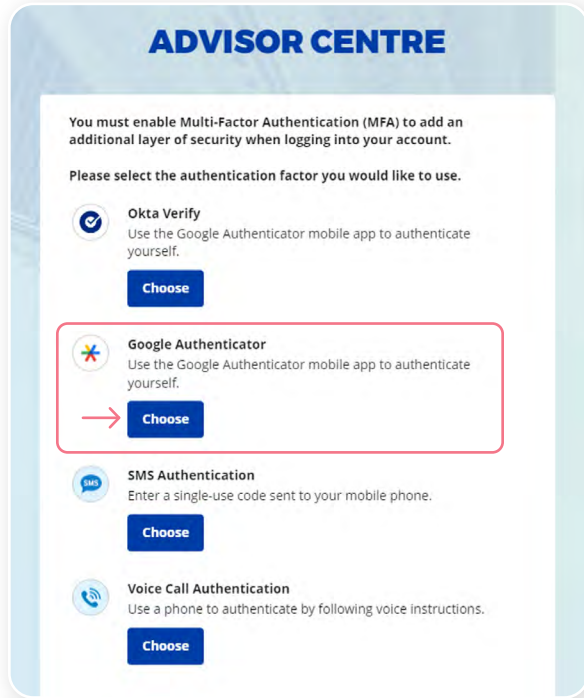 ADVISOR CENTRE
You must enable Multi-Factor Authentication (MFA) to add an
additional layer of security when logging into your account.
Please select the authentication factor you would like to use.
Okta Verify
Use the Google Authenticator mobile app to authenticate
yourself.
Choose
Google Authenticator
Use the Google Authenticator mobile app to authenticate
yourself.
Choose
SMS
SMS Authentication
Enter a single-use code sent to your mobile phone.
Choose
Voice Call Authentication
Use a phone to authenticate by following voice instructions.
Choose